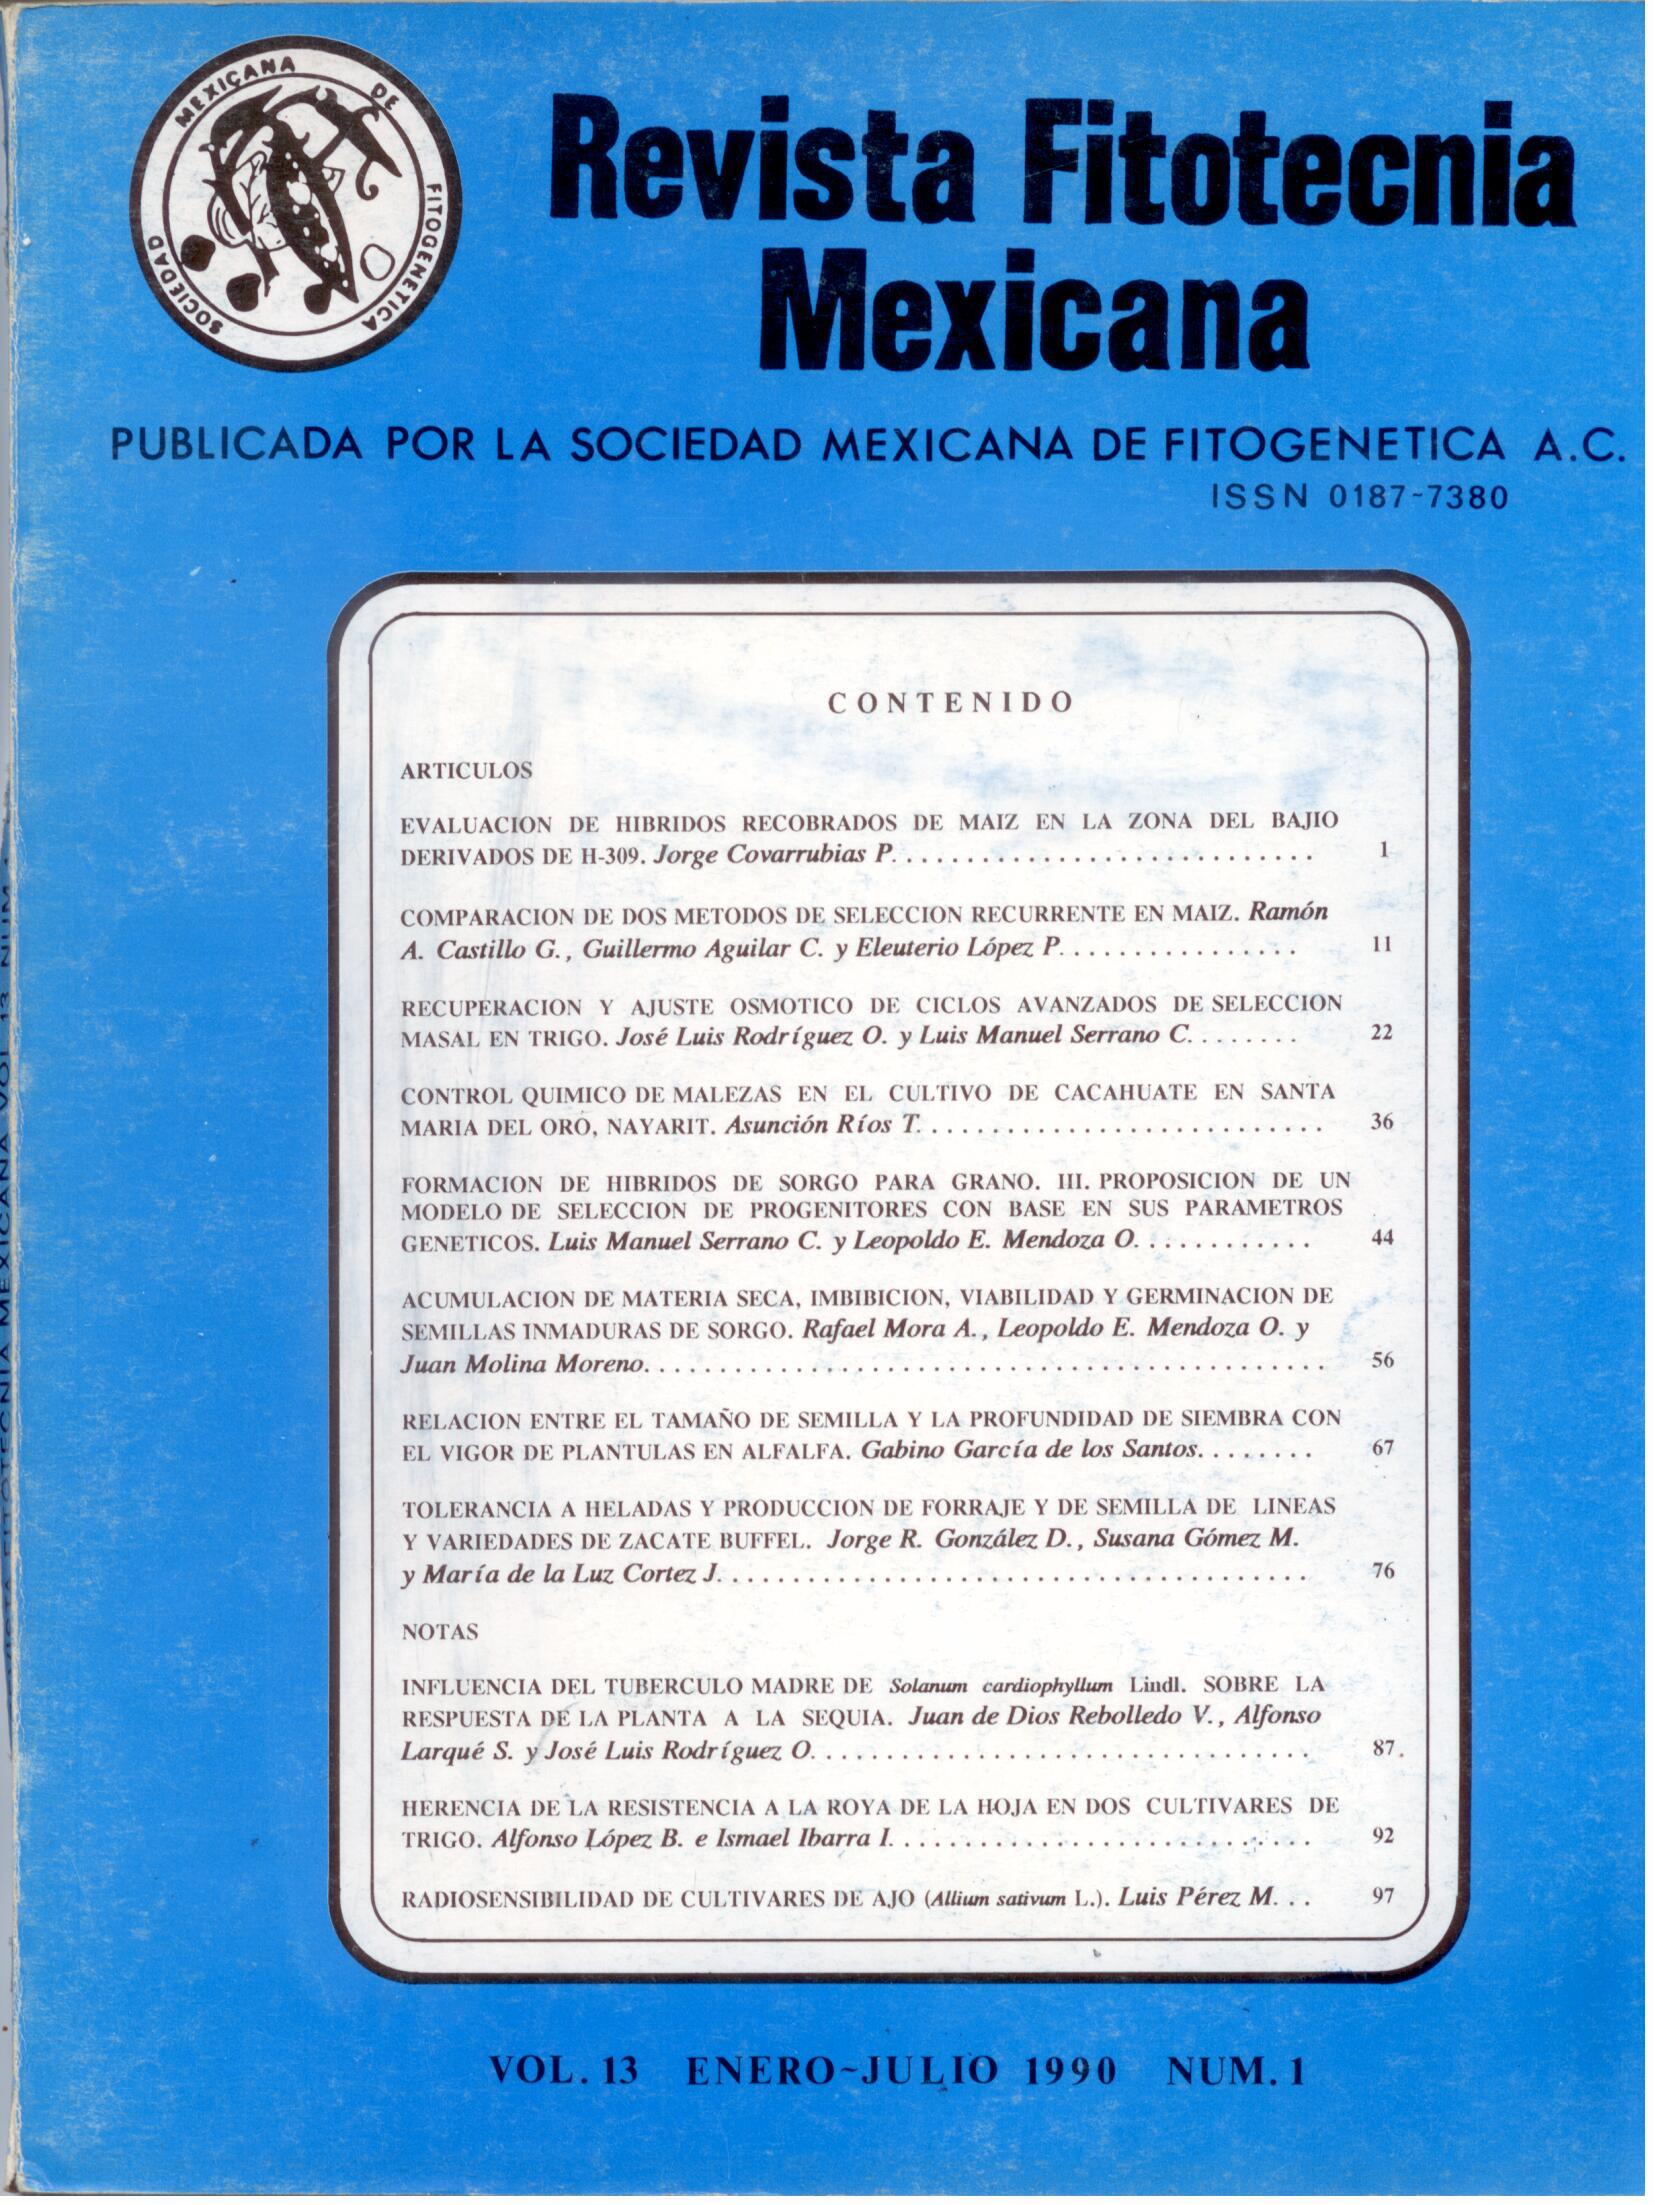 SOCIEDAD MEXICANA DE FITOGENETICA
Revista Fitotecnia
Mexicana
PUBLICADA POR LA SOCIEDAD MEXICANA DE FITOGENETICA A.C.
ISSN 0187-7380
CONTENIDO
ARTICULOS
EVALUACION DE HIBRIDOS RECOBRADOS DE MAIZ EN LA ZONA DEL BAJIO
DERIVADOS DE H-309. Jorge Covarrubias P. . . . . . . . . . . . . . . . . . . . . . . . . . . . 1
COMPARACION DE DOS METODOS DE SELECCION RECURRENTE EN MAIZ. Ramón
A. Castillo G., Guillermo Aguilar C. y Eleuterio López P. . . . . . . . . . . . . . . . . 11
RECUPERACION Y AJUSTE OSMOTICO DE CICLOS AVANZADOS DE SELECCION
MASAL EN TRIGO. José Luis Rodríguez O. y Luis Manuel Serrano C. . . . . . . . 22
CONTROL QUIMICO DE MALEZAS EN EL CULTIVO DE CACAHUATE EN SANTA
MARIA DEL ORO, NAYARIT. Asunción Ríos T. . . . . . . . . . . . . . . . . . . . . . . . . . . 36
FORMACION DE HIBRIDOS DE SORGO PARA GRANO. III. PROPOSICION DE UN
MODELO DE SELECCION DE PROGENITORES CON BASE EN SUS PARAMETROS
GENETICOS. Luis Manuel Serrano C. y Leopoldo E. Mendoza O. . . . . . . . . . . . 44
ACUMULACION DE MATERIA SECA, IMBIBICION, VIABILIDAD Y GERMINACION DE
SEMILLAS INMADURAS DE SORGO. Rafael Mora A., Leopoldo E. Mendoza O. y
Juan Molina Moreno. . . . . . . . . . . . . . . . . . . . . . . . . . . . . . . . . . . . . . . . . . . . . 56
RELACION ENTRE EL TAMAÑO DE SEMILLA Y LA PROFUNDIDAD DE SIEMBRA CON
EL VIGOR DE PLANTULAS EN ALFALFA. Gabino García de los Santos. . . . . . . . 67
TOLERANCIA A HELADAS Y PRODUCCION DE FORRAJE Y DE SEMILLA DE LINEAS
Y VARIEDADES DE ZACATE BUFFEL. Jorge R. González D., Susana Gómez M.
y María de la Luz Cortez J. . . . . . . . . . . . . . . . . . . . . . . . . . . . . . . . . . . . . . . 76
NOTAS
INFLUENCIA DEL TUBERCULO MADRE DE Solanum cardiophyllum Lindl. SOBRE LA
RESPUESTA DE LA PLANTA A LA SEQUIA. Juan de Dios Rebolledo V., Alfonso
Larqué S. y José Luis Rodríguez O. . . . . . . . . . . . . . . . . . . . . . . . . . . . . . . . . 87
HERENCIA DE LA RESISTENCIA A LA ROYA DE LA HOJA EN DOS CULTIVARES DE
TRIGO. Alfonso López B. e Ismael Ibarra I. . . . . . . . . . . . . . . . . . . . . . . . . . . . 92
RADIOSENSIBILIDAD DE CULTIVARES DE AJO (Allium sativum L.). Luis Pérez M. . . 97
VOL. 13 ENERO-JULIO 1990 NUM. 1
FITOTECNIA MEXICANA VOL. 13 NUM.